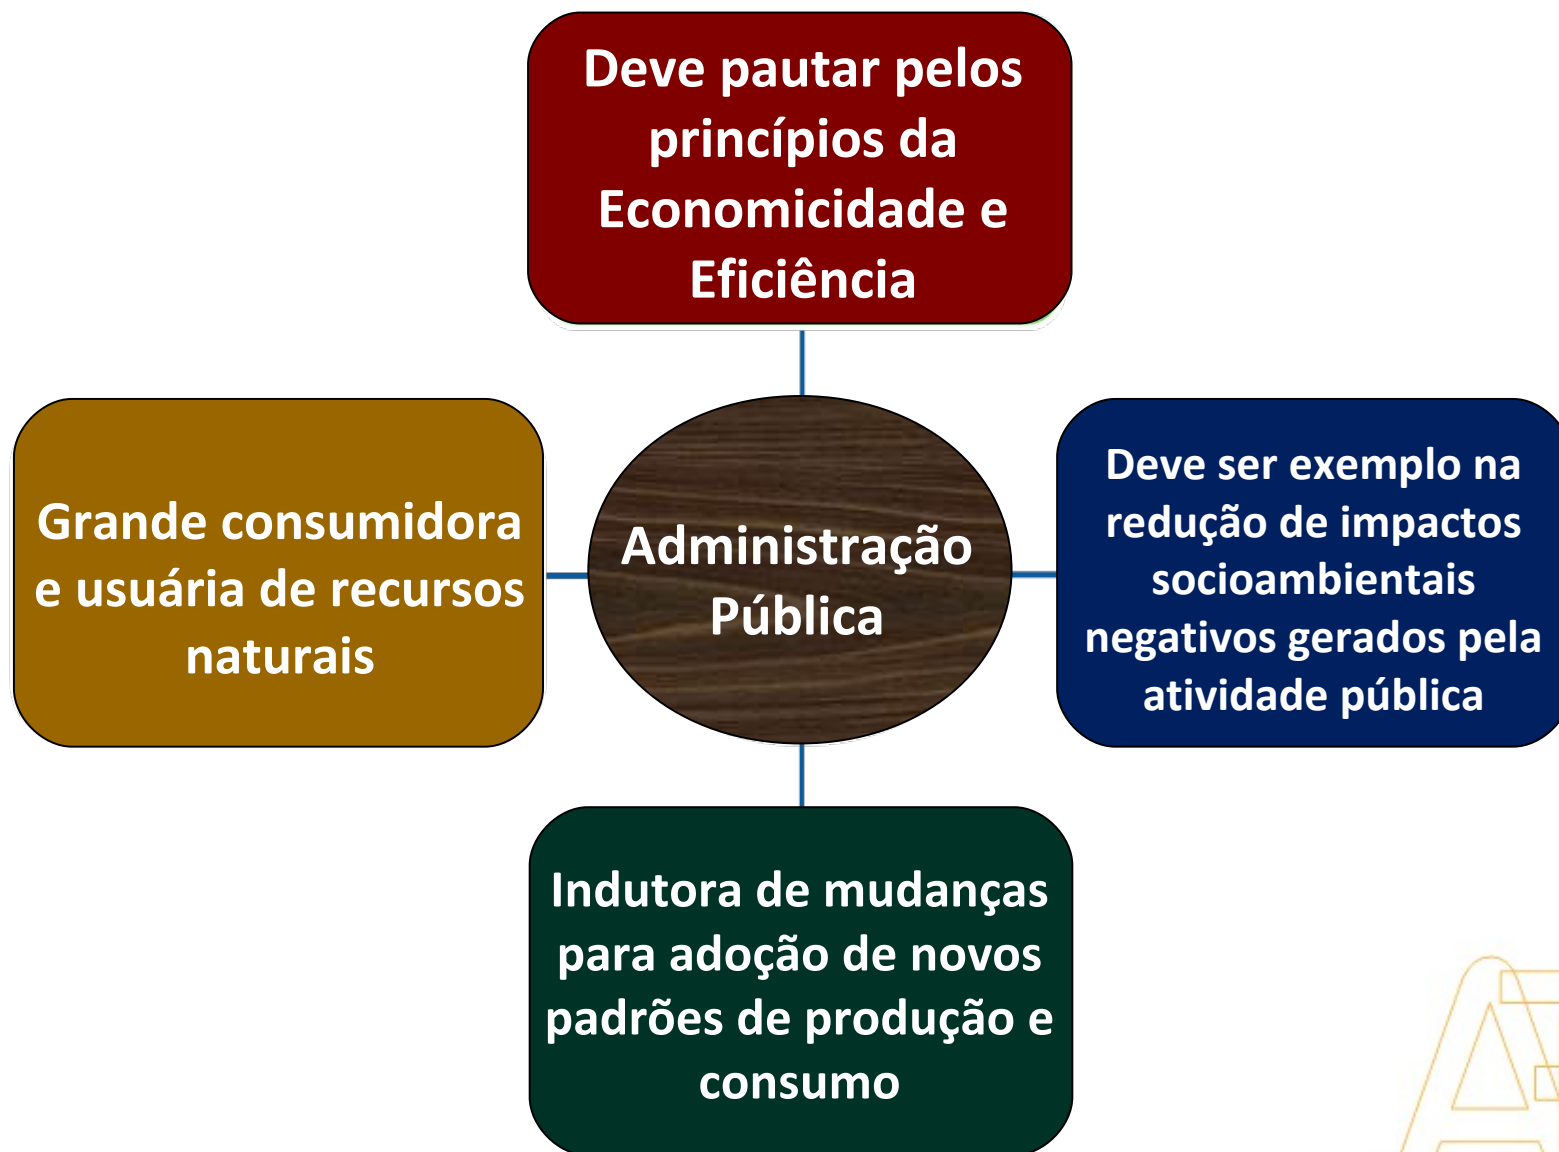 Deve pautar pelos
princípios da
Economicidade e
Eficiência
Grande consumidora
e usuária de recursos
naturais
Administração
Pública
Deve ser exemplo na
redução de impactos
socioambientais
negativos gerados pela
atividade pública
Indutora de mudanças
para adoção de novos
padrões de produção e
consumo